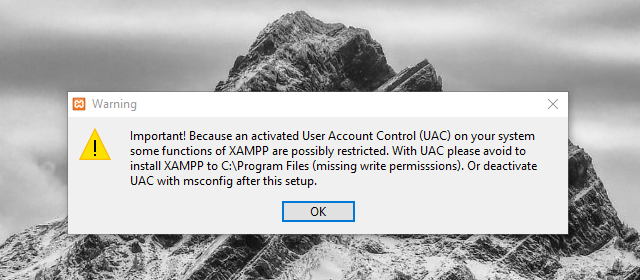 Warning
Important! Because an activated User Account Control (UAC) on your system
some functions of XAMPP are possibly restricted. With UAC please avoid to
install XAMPP to C:\Program Files (missing write permisssions). Or deactivate
UAC with msconfig after this setup.
OK